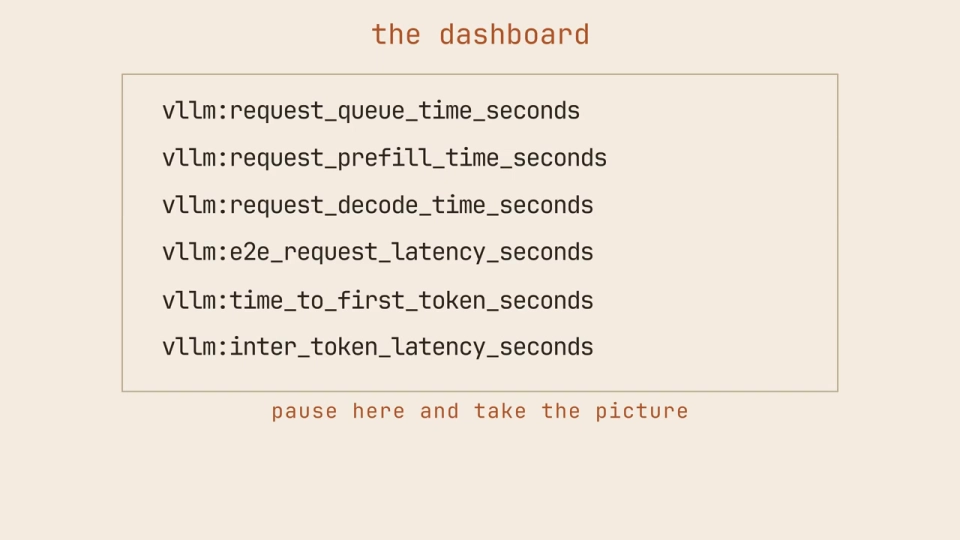 the dashboard
vllm:request_queue_time_seconds
vllm:request_prefill_time_seconds
vllm:request_decode_time_seconds
vllm:e2e_request_latency_seconds
vllm:time_to_first_token_seconds
vllm:inter_token_latency_seconds
pause here and take the picture